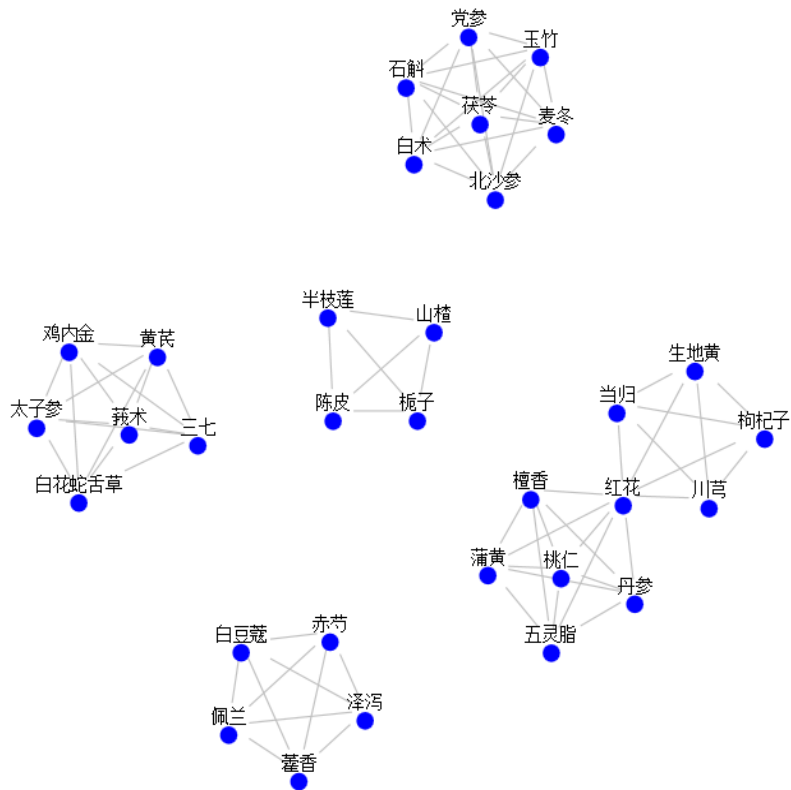 党参
玉竹
石斛
茯苓
麦冬
白术
北沙参
半枝莲
山楂
陈皮
栀子
鸡内金
黄芪
太子参
莪术
三七
白花蛇舌草
生地黄
当归
枸杞子
红花
川芎
檀香
蒲黄
桃仁
丹参
五灵脂
白豆蔻
赤芍
泽泻
佩兰
藿香